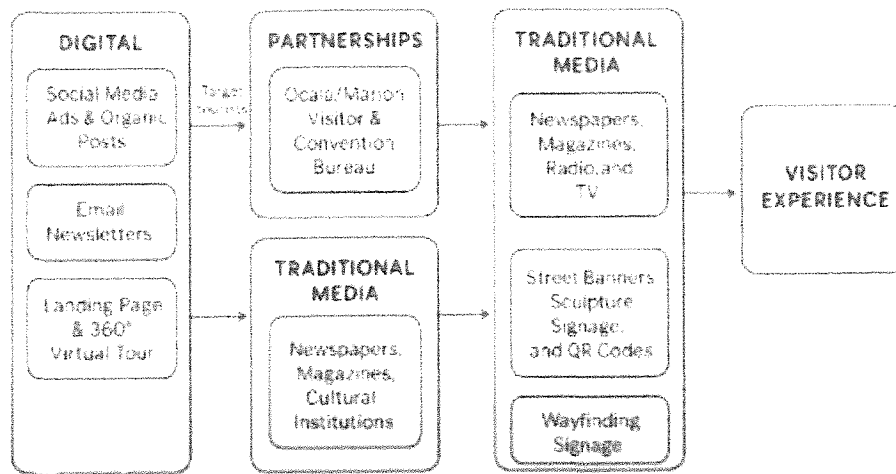 DIGITAL
Social Media
Ads & Organic
Posts
Email
Newsletters
Landing Page
& 360°
Virtual Tour
Target
PARTNERSHIPS
Ocala/Marion
Visitor &
Convention
Bureau
TRADITIONAL
MEDIA
Newspapers,
Magazines,
Cultural
Institutions
TRADITIONAL
MEDIA
Newspapers,
Magazines,
Radio, and
TV
Street Banners
Sculpture
Signage,
and QR Codes
Wayfinding
Signage
VISITOR
EXPERIENCE